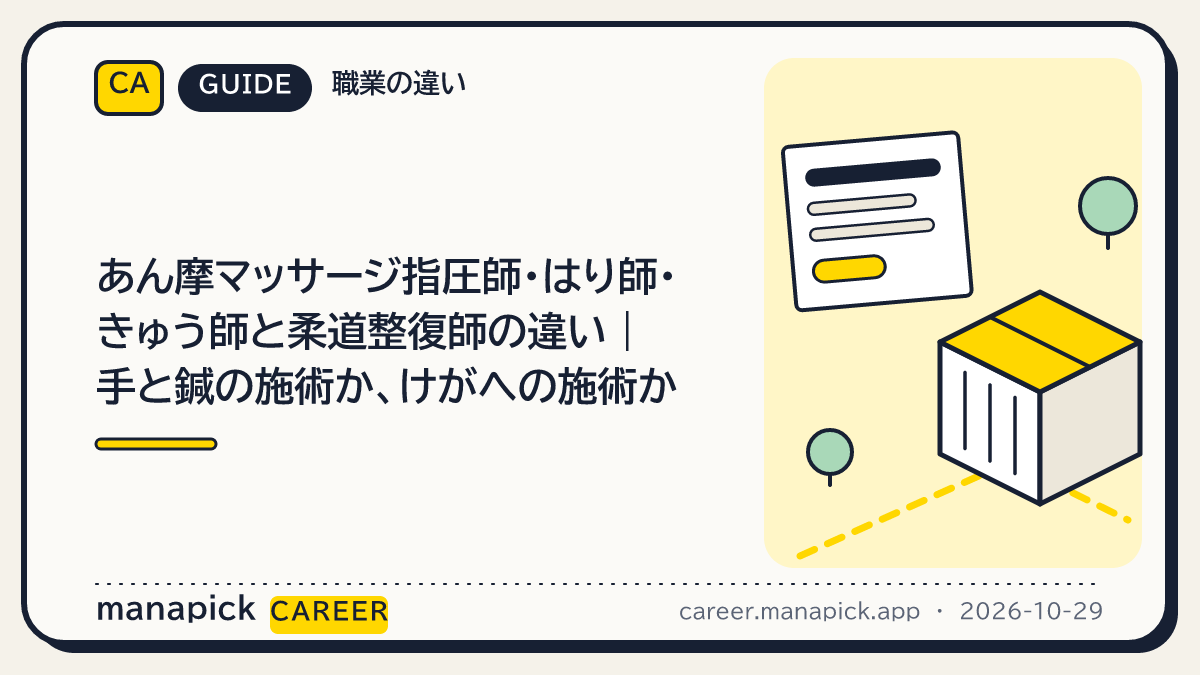 CA GUIDE 職業の違い
あん摩マッサージ指圧師・はり師・
きゅう師と柔道整復師の違い｜
手と鍼の施術か、けがへの施術か
manapick CAREER
career.manapick.app ・ 2026-10-29